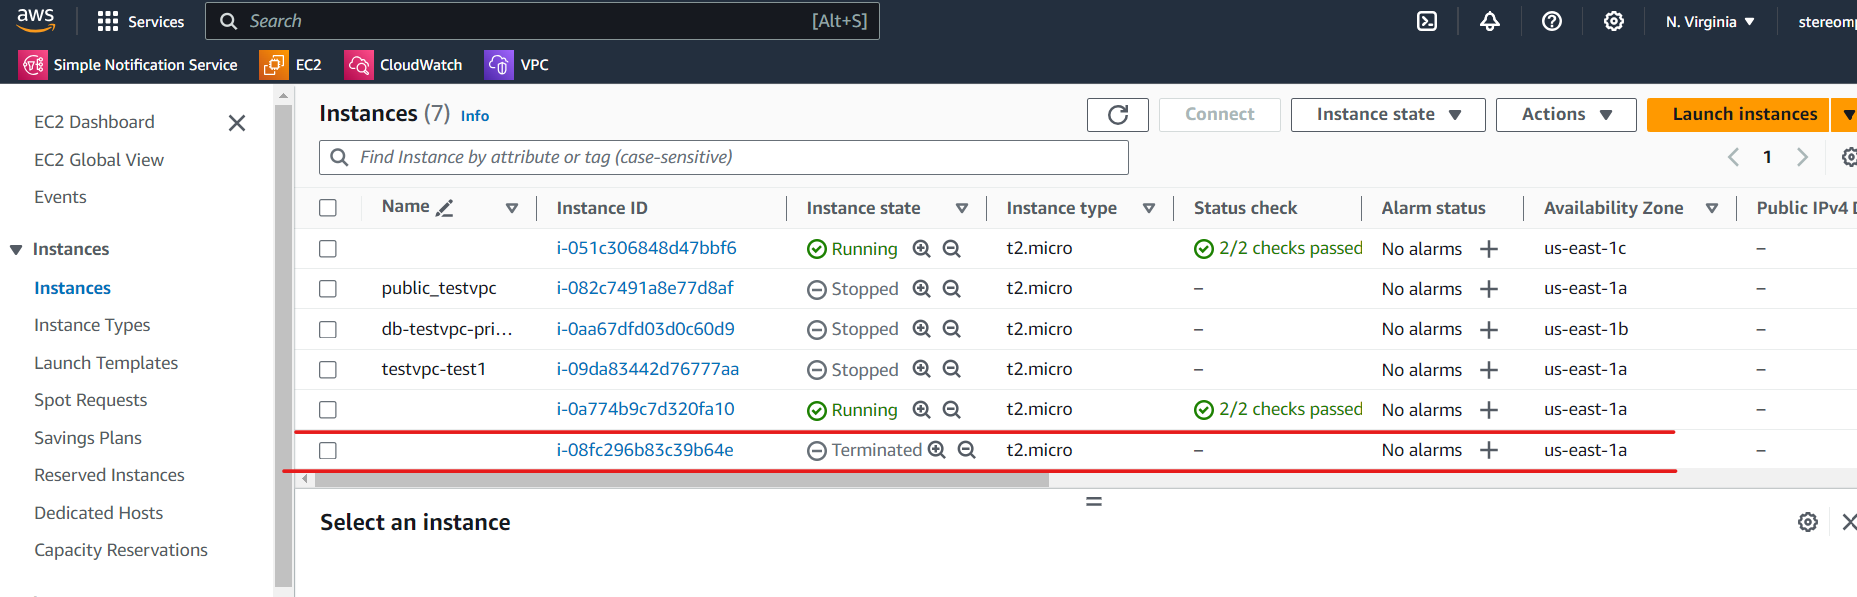 aws Services Search [Alt+S] N. Virginia ▼
Simple Notification Service EC2 CloudWatch VPC
EC2 Dashboard
EC2 Global View
Events
Instances
Instances
Instance Types
Launch Templates
Spot Requests
Savings Plans
Reserved Instances
Dedicated Hosts
Capacity Reservations
Instances (7) Info
Connect Instance state ▼ Actions ▼ Launch instances
Find Instance by attribute or tag (case-sensitive)
1
Name Instance ID Instance state Instance type Status check Alarm status Availability Zone Public IPv4
i-051c306848d47bbf6 Running t2.micro 2/2 checks passed No alarms + us-east-1c –
public_testvpc i-082c7491a8e77d8af Stopped t2.micro – No alarms + us-east-1a –
db-testvpc-pri... i-0aa67dfd03d0c60d9 Stopped t2.micro – No alarms + us-east-1b –
testvpc-test1 i-09da83442d76777aa Stopped t2.micro – No alarms + us-east-1a –
i-0a774b9c7d320fa10 Running t2.micro 2/2 checks passed No alarms + us-east-1a –
i-08fc296b83c39b64e Terminated t2.micro – No alarms + us-east-1a –
Select an instance